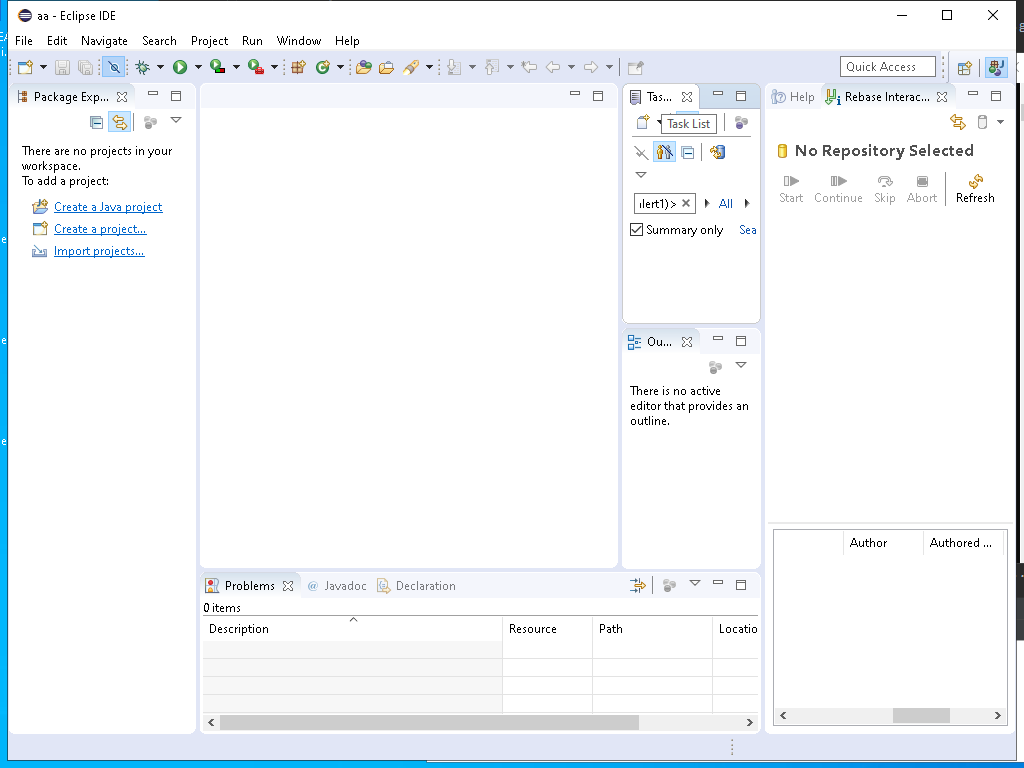 aa - Eclipse IDE
File Edit Navigate Search Project Run Window Help
Quick Access
Package Exp...
There are no projects in your
workspace.
To add a project:
Create a Java project
Create a project...
Import projects...
Tas...
Task List
ilert1)>
All
Summary only
Sea
Ou...
There is no active
editor that provides an
outline.
Help
Rebase Interac...
No Repository Selected
Start Continue Skip Abort Refresh
Author Authored ...
Problems @ Javadoc Declaration
0 items
Description Resource Path Locatio